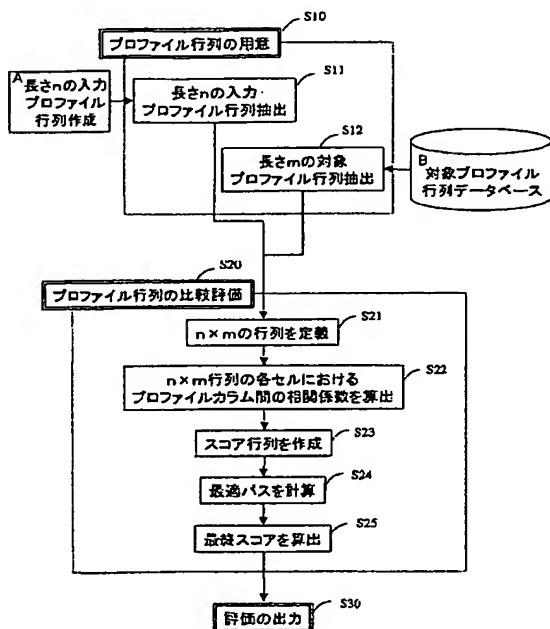 S10
プロファイル行列の用意
S11
A
長さnの入力
プロファイル
行列作成
長さnの入力・
プロファイル行列抽出
S12
長さmの対象
プロファイル行列抽出
B
対象プロファイル
行列データベース
S20
プロファイル行列の比較評価
S21
n×mの行列を定義
S22
n×m行列の各セルにおける
プロファイルカラム間の相関係数を算出
S23
スコア行列を作成
S24
最適パスを計算
S25
最終スコアを算出
S30
評価の出力